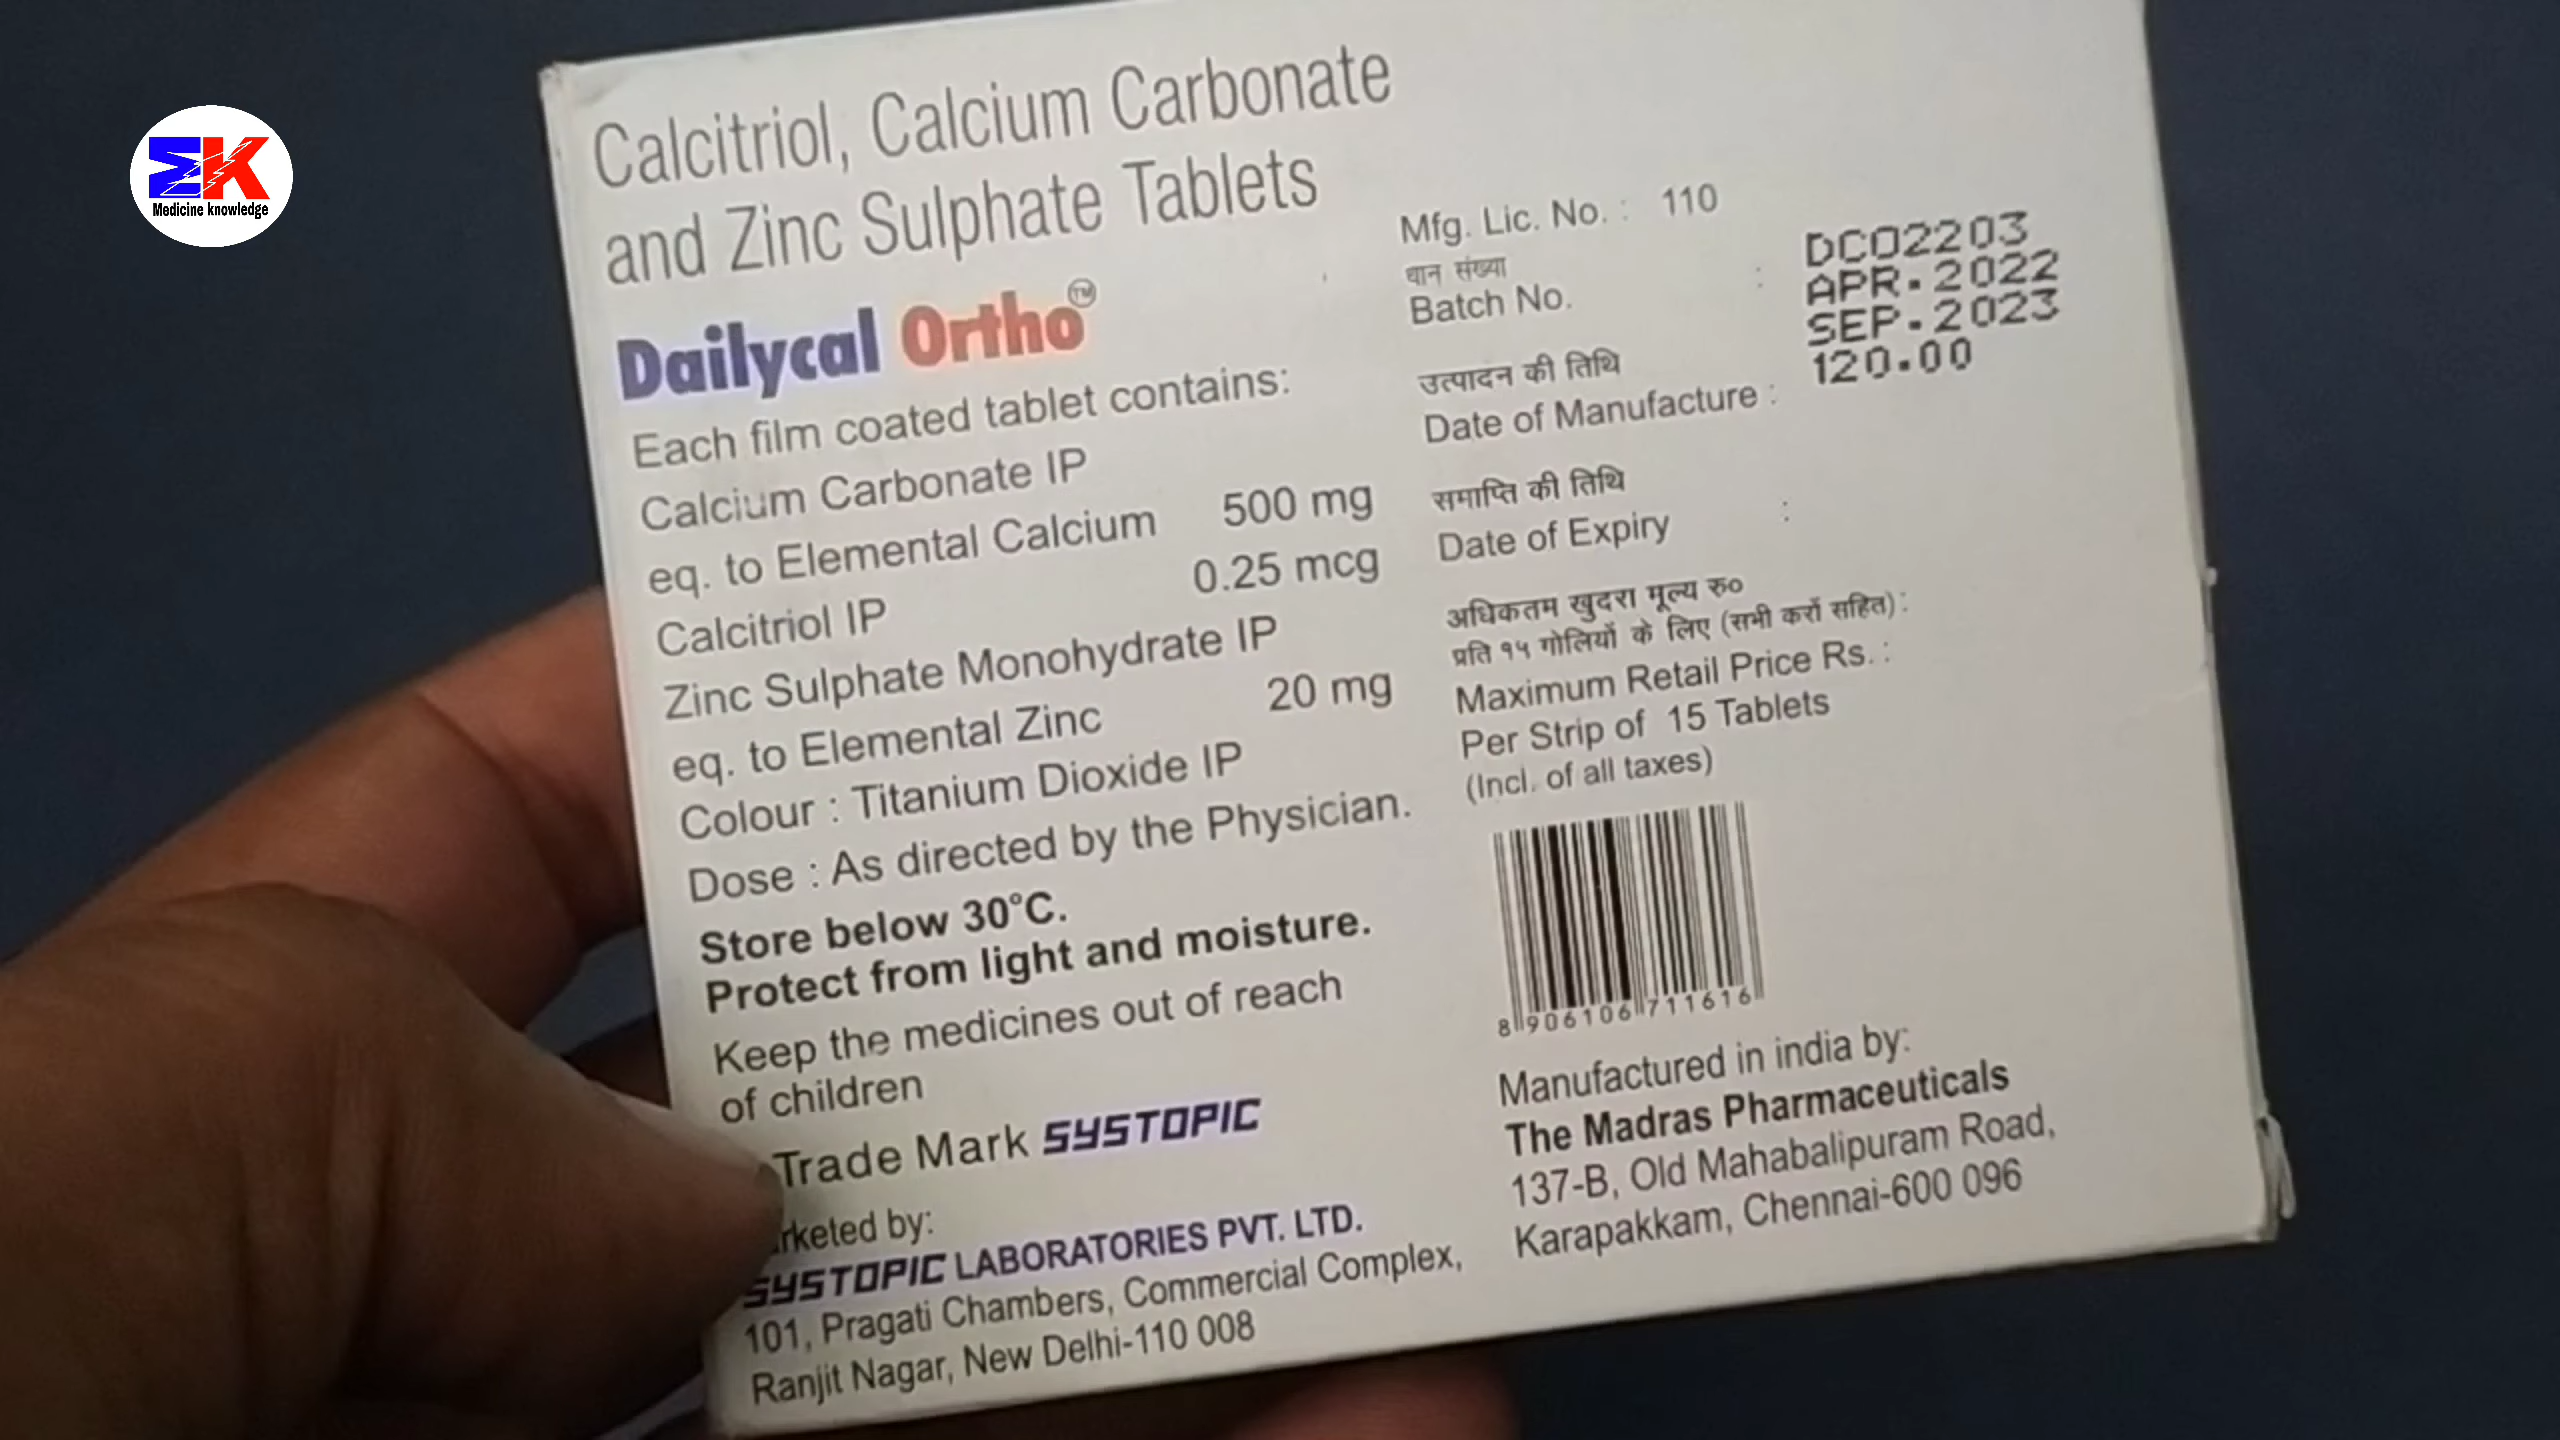 EK
Medicine knowledge
Calcitriol, Calcium Carbonate
and Zinc Sulphate Tablets
Dailycal Ortho™
Each film coated tablet contains:
Calcium Carbonate IP
eq. to Elemental Calcium 500 mg
Calcitriol IP 0.25 mcg
Zinc Sulphate Monohydrate IP
eq. to Elemental Zinc 20 mg
Colour : Titanium Dioxide IP
Dose : As directed by the Physician.
Store below 30°C.
Protect from light and moisture.
Keep the medicines out of reach
of children
Trade Mark SYSTOPIC
rketed by:
SYSTOPIC LABORATORIES PVT. LTD.
101, Pragati Chambers, Commercial Complex,
Ranjit Nagar, New Delhi-110 008
Mfg. Lic. No. : 110
घान संख्या
Batch No. :
उत्पादन की तिथि
Date of Manufacture :
समाप्ति की तिथि
Date of Expiry :
अधिकतम खुदरा मूल्य रु०
प्रति १५ गोलियों के लिए (सभी करों सहित) :
Maximum Retail Price Rs. :
Per Strip of 15 Tablets
(Incl. of all taxes)
DCO2203
APR.2022
SEP.2023
120.00
8 906106 711616
Manufactured in india by:
The Madras Pharmaceuticals
137-B, Old Mahabalipuram Road,
Karapakkam, Chennai-600 096